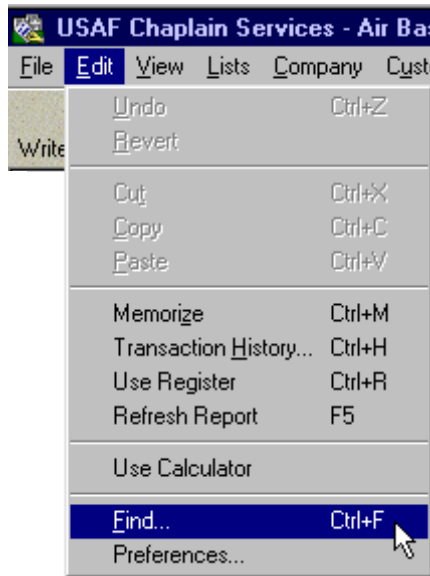 USAF Chaplain Services - Air Ba
File Edit View Lists Company Cust
Write
Undo Ctrl+Z
Revert
Cut Ctrl+X
Copy Ctrl+C
Paste Ctrl+V
Memorize Ctrl+M
Transaction History... Ctrl+H
Use Register Ctrl+R
Refresh Report F5
Use Calculator
Find... Ctrl+F
Preferences...